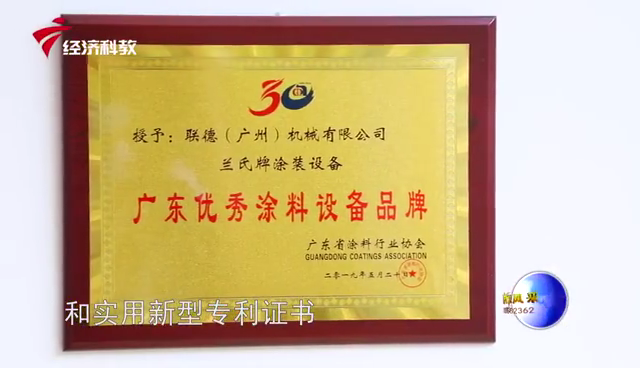 经济科教
30
授予：联德（广州）机械有限公司
兰氏牌涂装设备
广东优秀涂料设备品牌
广东省涂料行业协会
GUANGDONG COATINGS ASSOCIATION
二零一九年五月二十日
和实用新型专利证书
2362